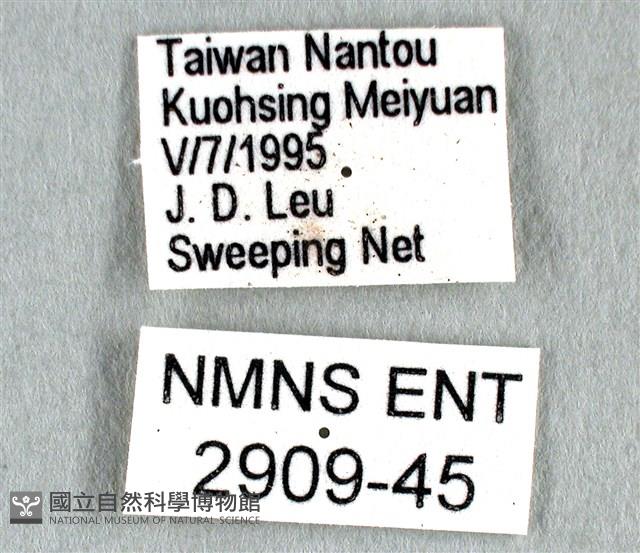 Taiwan Nantou
Kuohsing Meiyuan
V/7/1995
J. D. Leu
Sweeping Net
NMNS ENT
2909-45
國立自然科學博物館
NATIONAL MUSEUM OF NATURAL SCIENCE